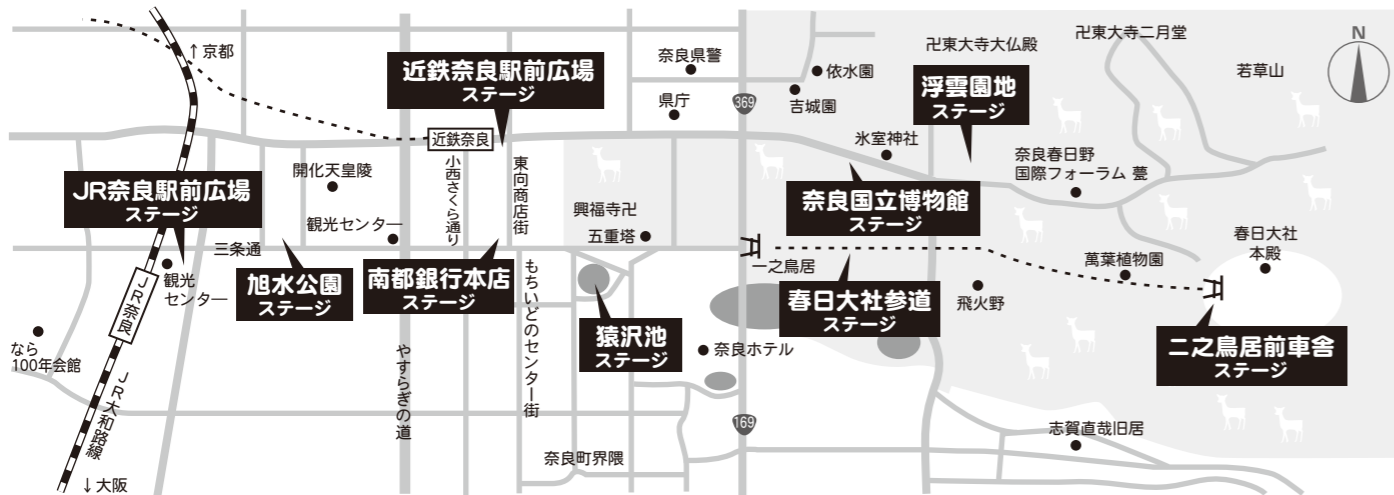 ↑京都
近鉄奈良駅前広場
ステージ
奈良県警
県庁
369
依水園
吉城園
卍東大寺大仏殿
卍東大寺二月堂
若草山
N
浮雲園地
ステージ
近鉄奈良
氷室神社
奈良春日野
国際フォーラム 甍
JR奈良駅前広場
ステージ
開化天皇陵
観光センター
小西さくら通り
東向商店街
興福寺卍
五重塔
奈良国立博物館
ステージ
三条通
観光
センター
旭水公園
ステージ
南都銀行本店
ステージ
一之鳥居
春日大社参道
ステージ
飛火野
萬葉植物園
春日大社
本殿
JR奈良
なら
100年会館
やすらぎの道
もちいどのセンター街
猿沢池
ステージ
奈良ホテル
二之鳥居前車舎
ステージ
JR大和路線
↓大阪
奈良町界隈
169
志賀直哉旧居